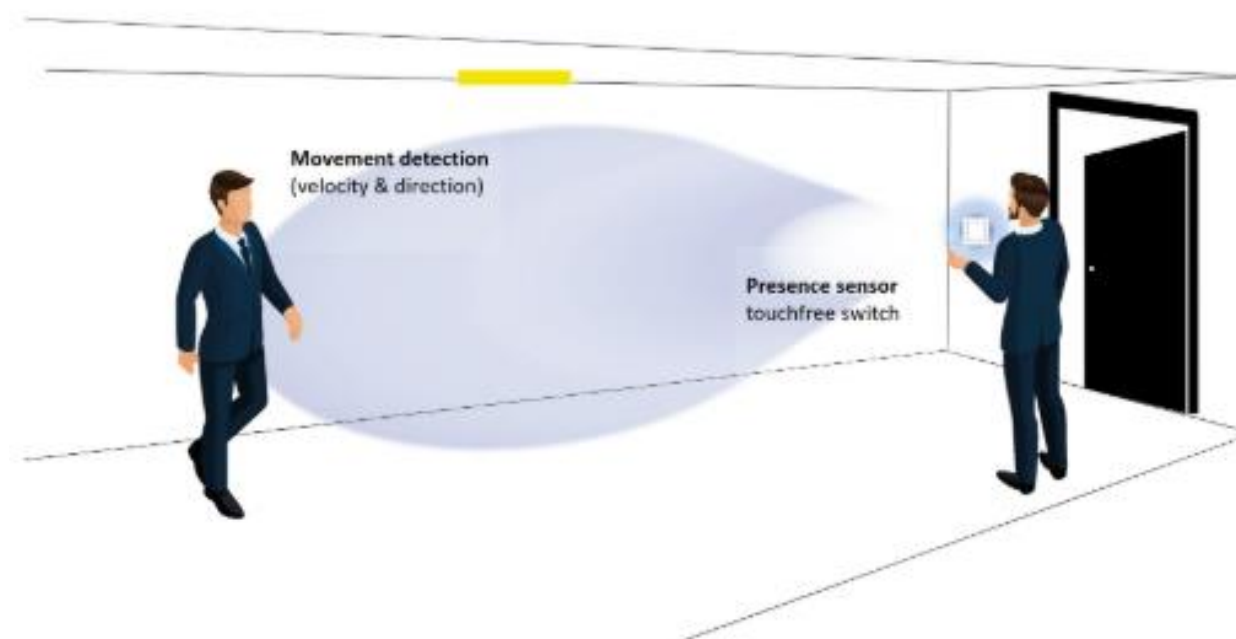 Movement detection
(velocity & direction)
Presence sensor
touchfree switch